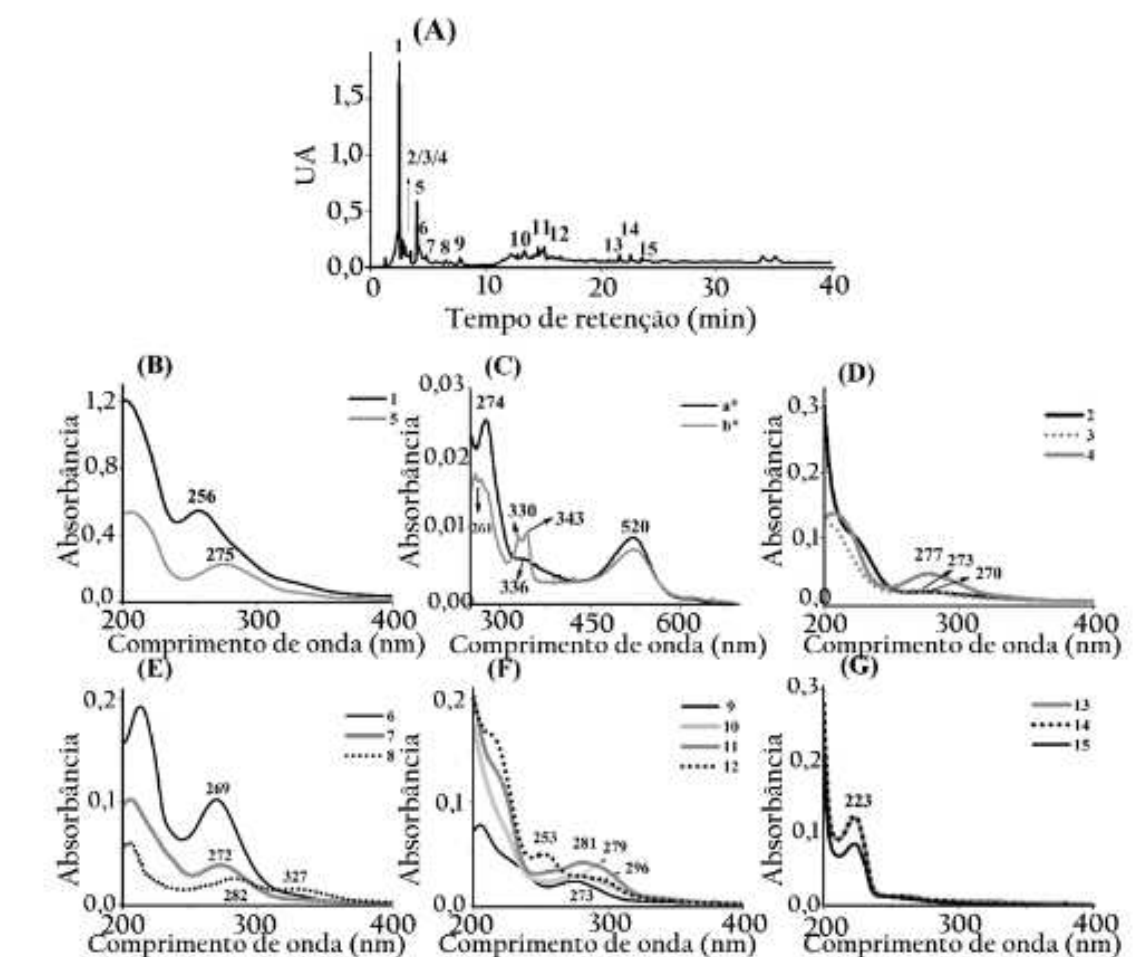 (A)
1
1,5
2/3/4
UA
1,0
5
0,5
6
7 8 9
10
11
12
14
13
15
0,0
0 10 20 30 40
Tempo de retenção (min)
(B)
1,2
1
5
Absorbância
0,8
256
0,4
275
0,0
200 300 400
Comprimento de onda (nm)
(C)
0,03
274
a*
b*
Absorbância
0,02
330
343
520
0,01
336
0,00
300 450 600
Comprimento de onda (nm)
(D)
0,3
2
3
4
Absorbância
0,2
0,1
277
273
270
0,0
200 300 400
Comprimento de onda (nm)
(E)
0,2
6
7
8
Absorbância
269
0,1
272
327
282
0,0
200 300 400
Comprimento de onda (nm)
(F)
0,2
9
10
11
12
Absorbância
0,1
253
281
279
296
273
0,0
200 300 400
Comprimento de onda (nm)
(G)
0,3
13
14
15
Absorbância
0,2
223
0,1
0,0
200 300 400
Comprimento de onda (nm)